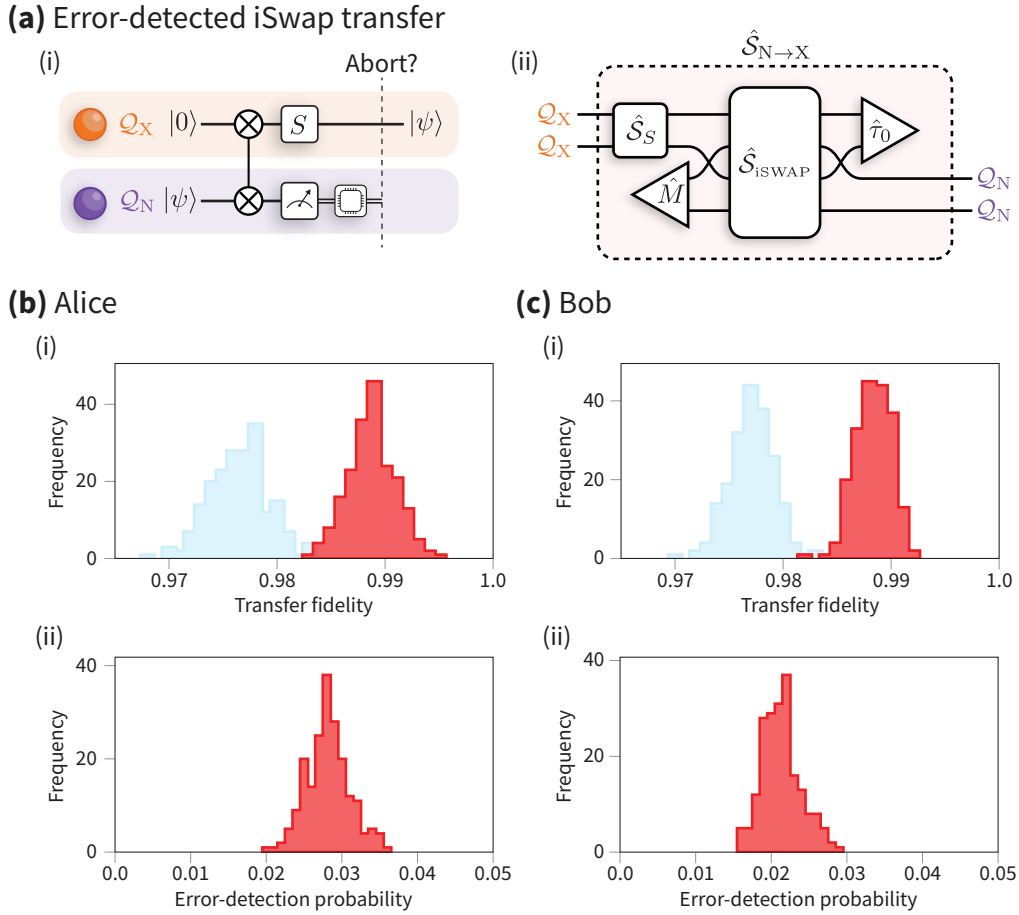 (a) Error-detected iSwap transfer
(i)
Abort?
𝒬X |0⟩ S |ψ⟩
𝒬N |ψ⟩
(ii)
𝒮̂N→X
𝒬X
𝒬X
𝒮̂S
M̂
𝒮̂iSWAP
τ̂0
𝒬N
𝒬N
(b) Alice
(i)
Frequency
40
20
0
0.97 0.98 0.99 1.0
Transfer fidelity
(ii)
Frequency
40
20
0
0.0 0.01 0.02 0.03 0.04 0.05
Error-detection probability
(c) Bob
(i)
Frequency
40
20
0
0.97 0.98 0.99 1.0
Transfer fidelity
(ii)
Frequency
40
20
0
0.0 0.01 0.02 0.03 0.04 0.05
Error-detection probability